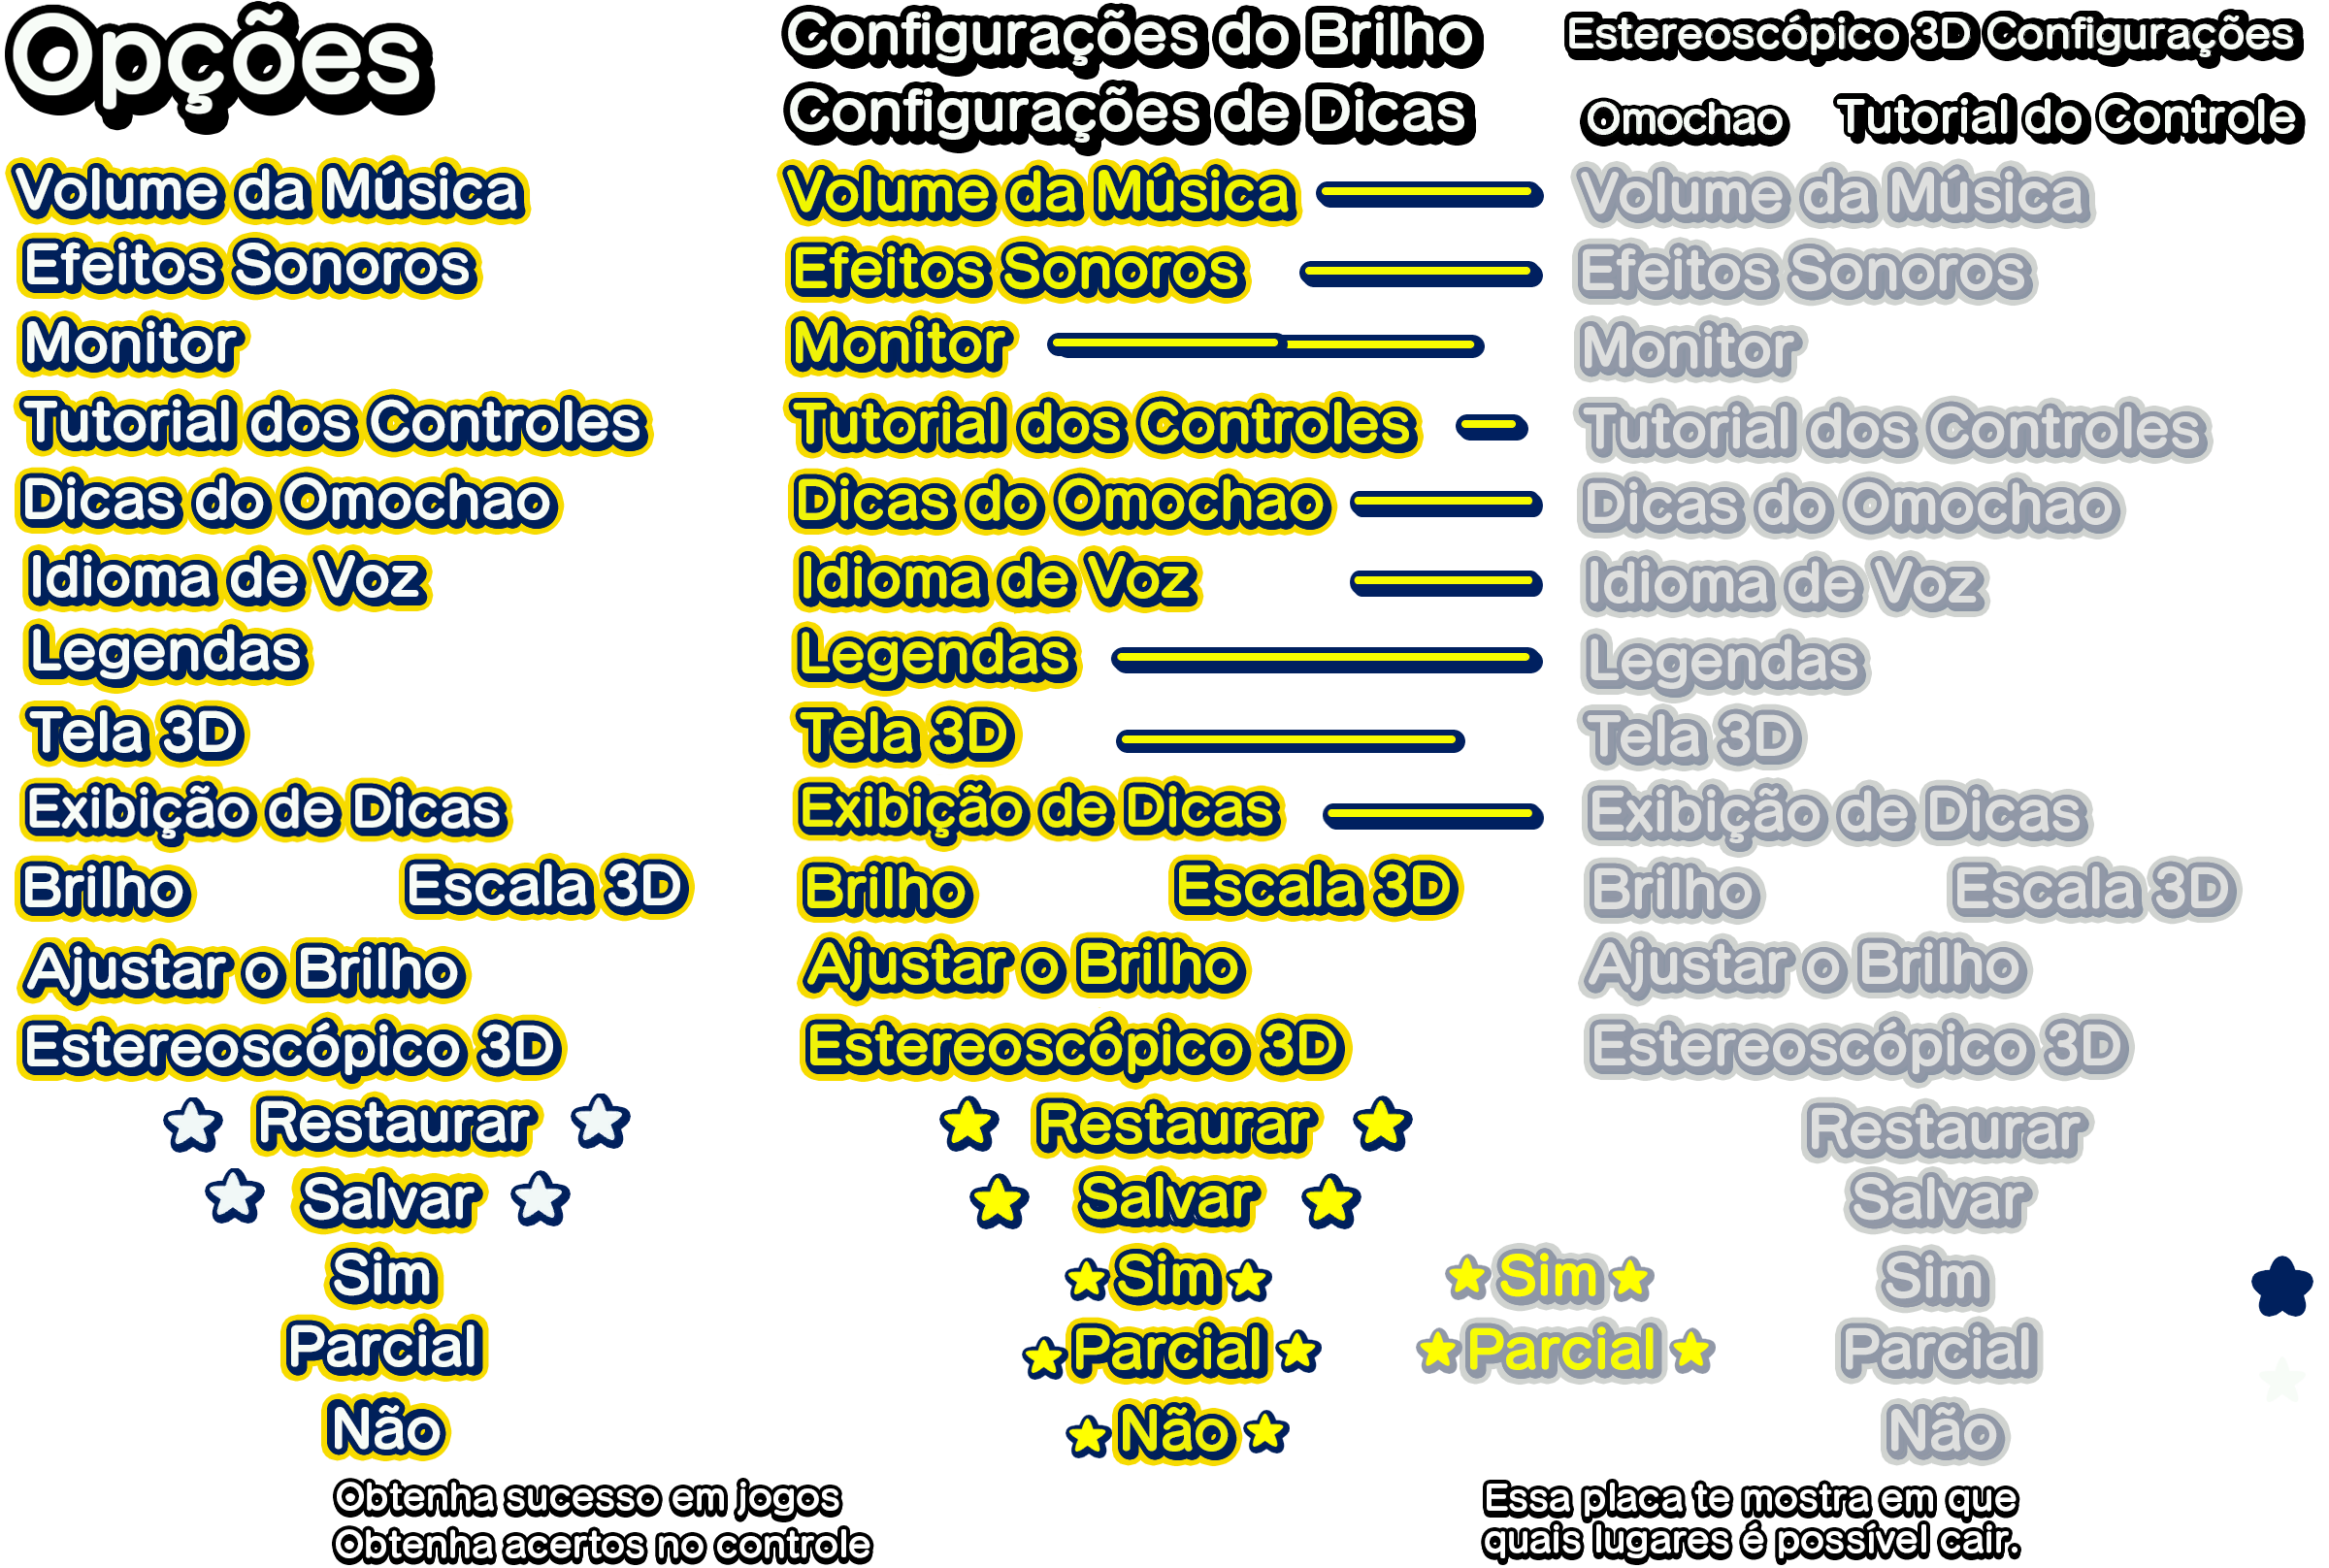 Opções
Configurações do Brilho
Estereoscópico 3D Configurações
Configurações de Dicas
Omochao
Tutorial do Controle
Volume da Música
Volume da Música
Volume da Música
Efeitos Sonoros
Efeitos Sonoros
Efeitos Sonoros
Monitor
Monitor
Monitor
Tutorial dos Controles
Tutorial dos Controles
Tutorial dos Controles
Dicas do Omochao
Dicas do Omochao
Dicas do Omochao
Idioma de Voz
Idioma de Voz
Idioma de Voz
Legendas
Legendas
Legendas
Tela 3D
Tela 3D
Tela 3D
Exibição de Dicas
Exibição de Dicas
Exibição de Dicas
Brilho
Escala 3D
Brilho
Escala 3D
Brilho
Escala 3D
Ajustar o Brilho
Ajustar o Brilho
Ajustar o Brilho
Estereoscópico 3D
Estereoscópico 3D
Estereoscópico 3D
Restaurar
Restaurar
Restaurar
Salvar
Salvar
Salvar
Sim
Sim
Sim
Sim
Parcial
Parcial
Parcial
Parcial
Não
Não
Não
Obtenha sucesso em jogos
Obtenha acertos no controle
Essa placa te mostra em que
quais lugares é possível cair.